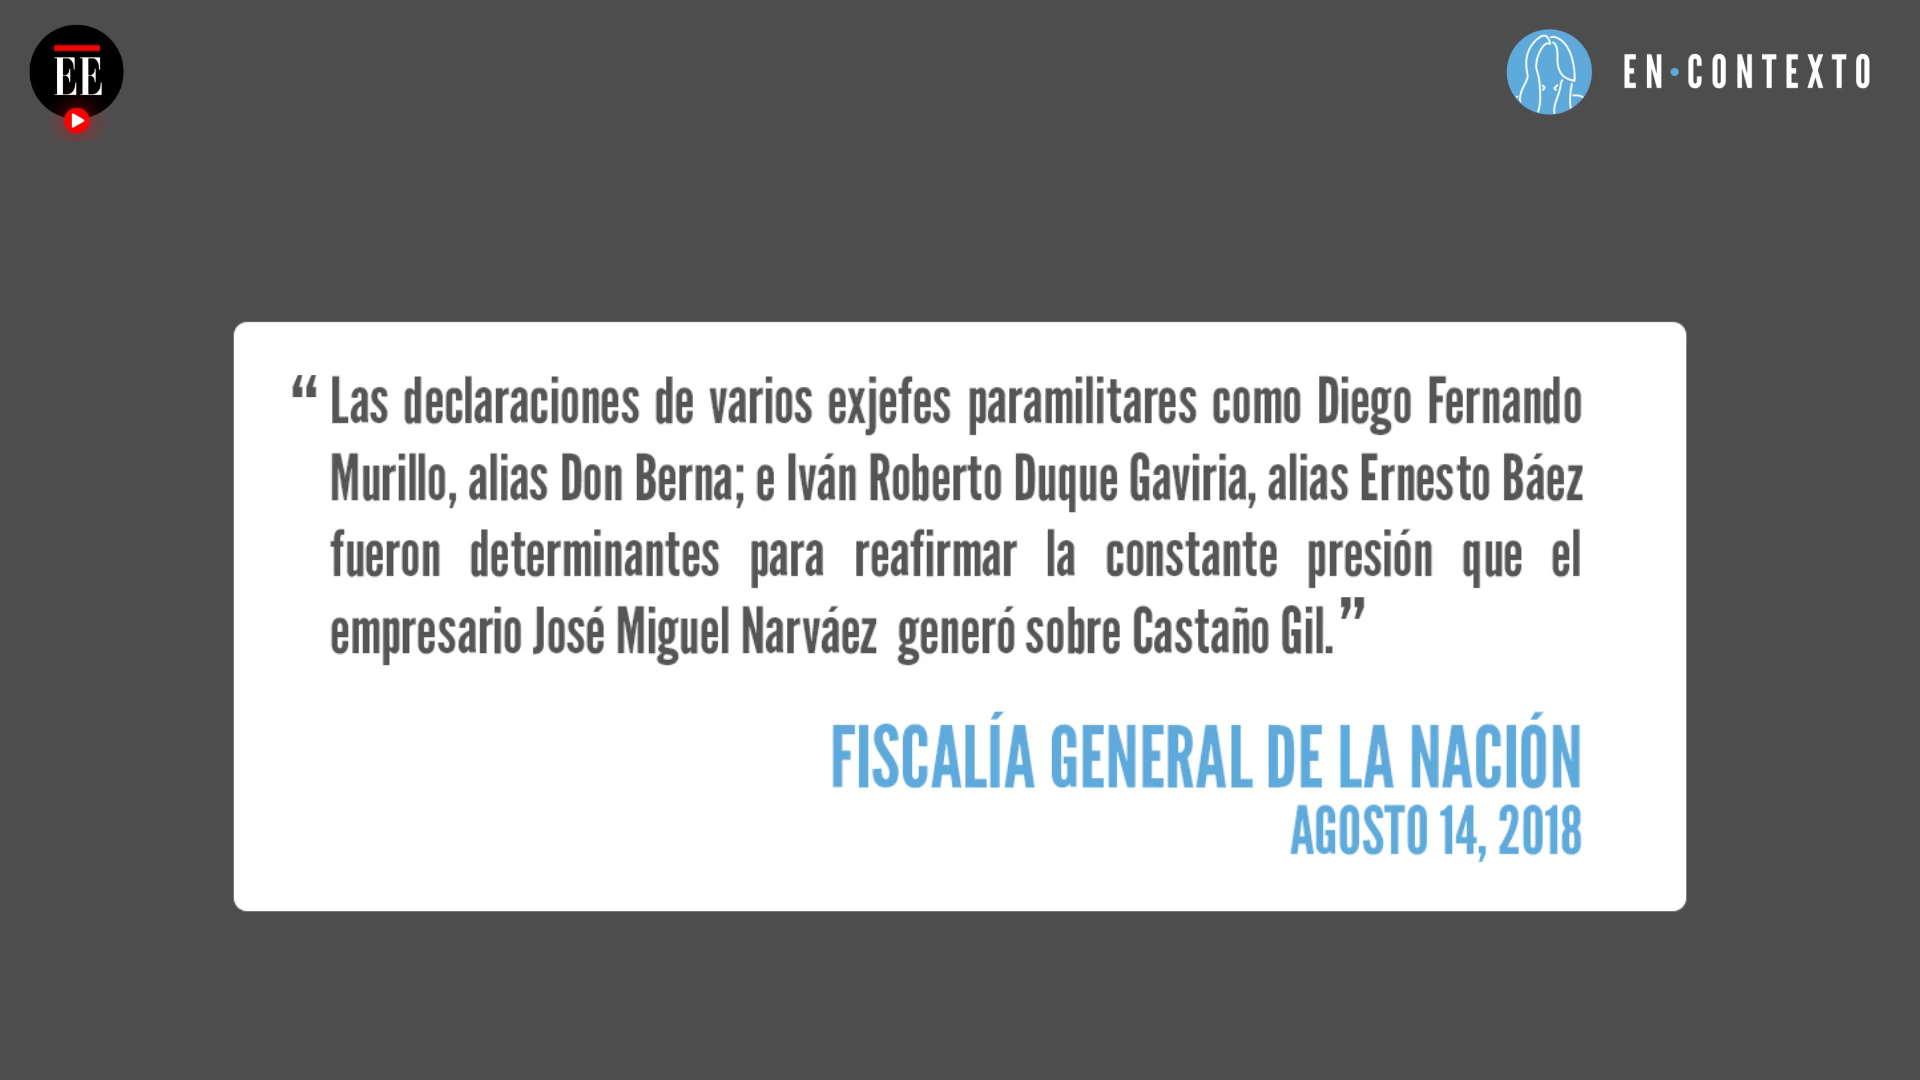 EE
EN·CONTEXTO
“Las declaraciones de varios exjefes paramilitares como Diego Fernando
Murillo, alias Don Berna; e Iván Roberto Duque Gaviria, alias Ernesto Báez
fueron determinantes para reafirmar la constante presión que el
empresario José Miguel Narváez generó sobre Castaño Gil.”
FISCALÍA GENERAL DE LA NACIÓN
AGOSTO 14, 2018